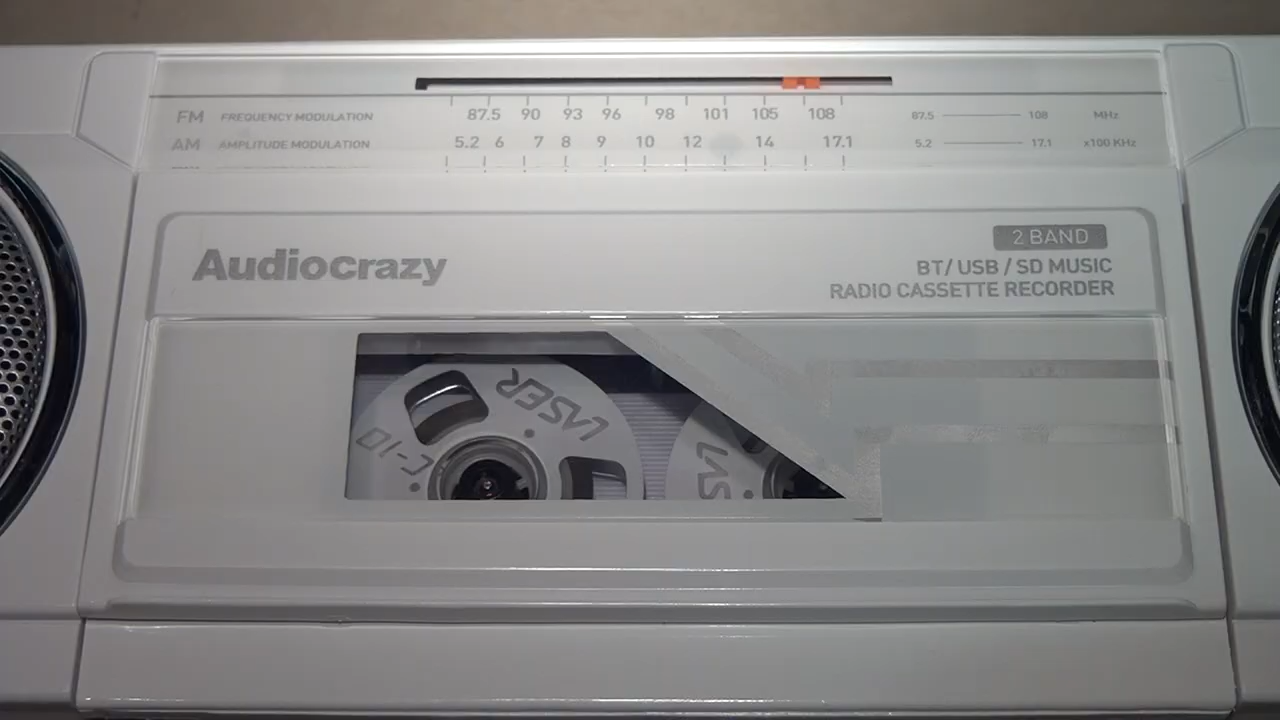 FM FREQUENCY MODULATION 87.5 90 93 96 98 101 105 108 87.5 108 MHz
AM AMPLITUDE MODULATION 5.2 6 7 8 9 10 12 14 17.1 5.2 17.1 x100 KHz
Audiocrazy
2 BAND
BT/ USB / SD MUSIC
RADIO CASSETTE RECORDER
LASER
C-10
LAS